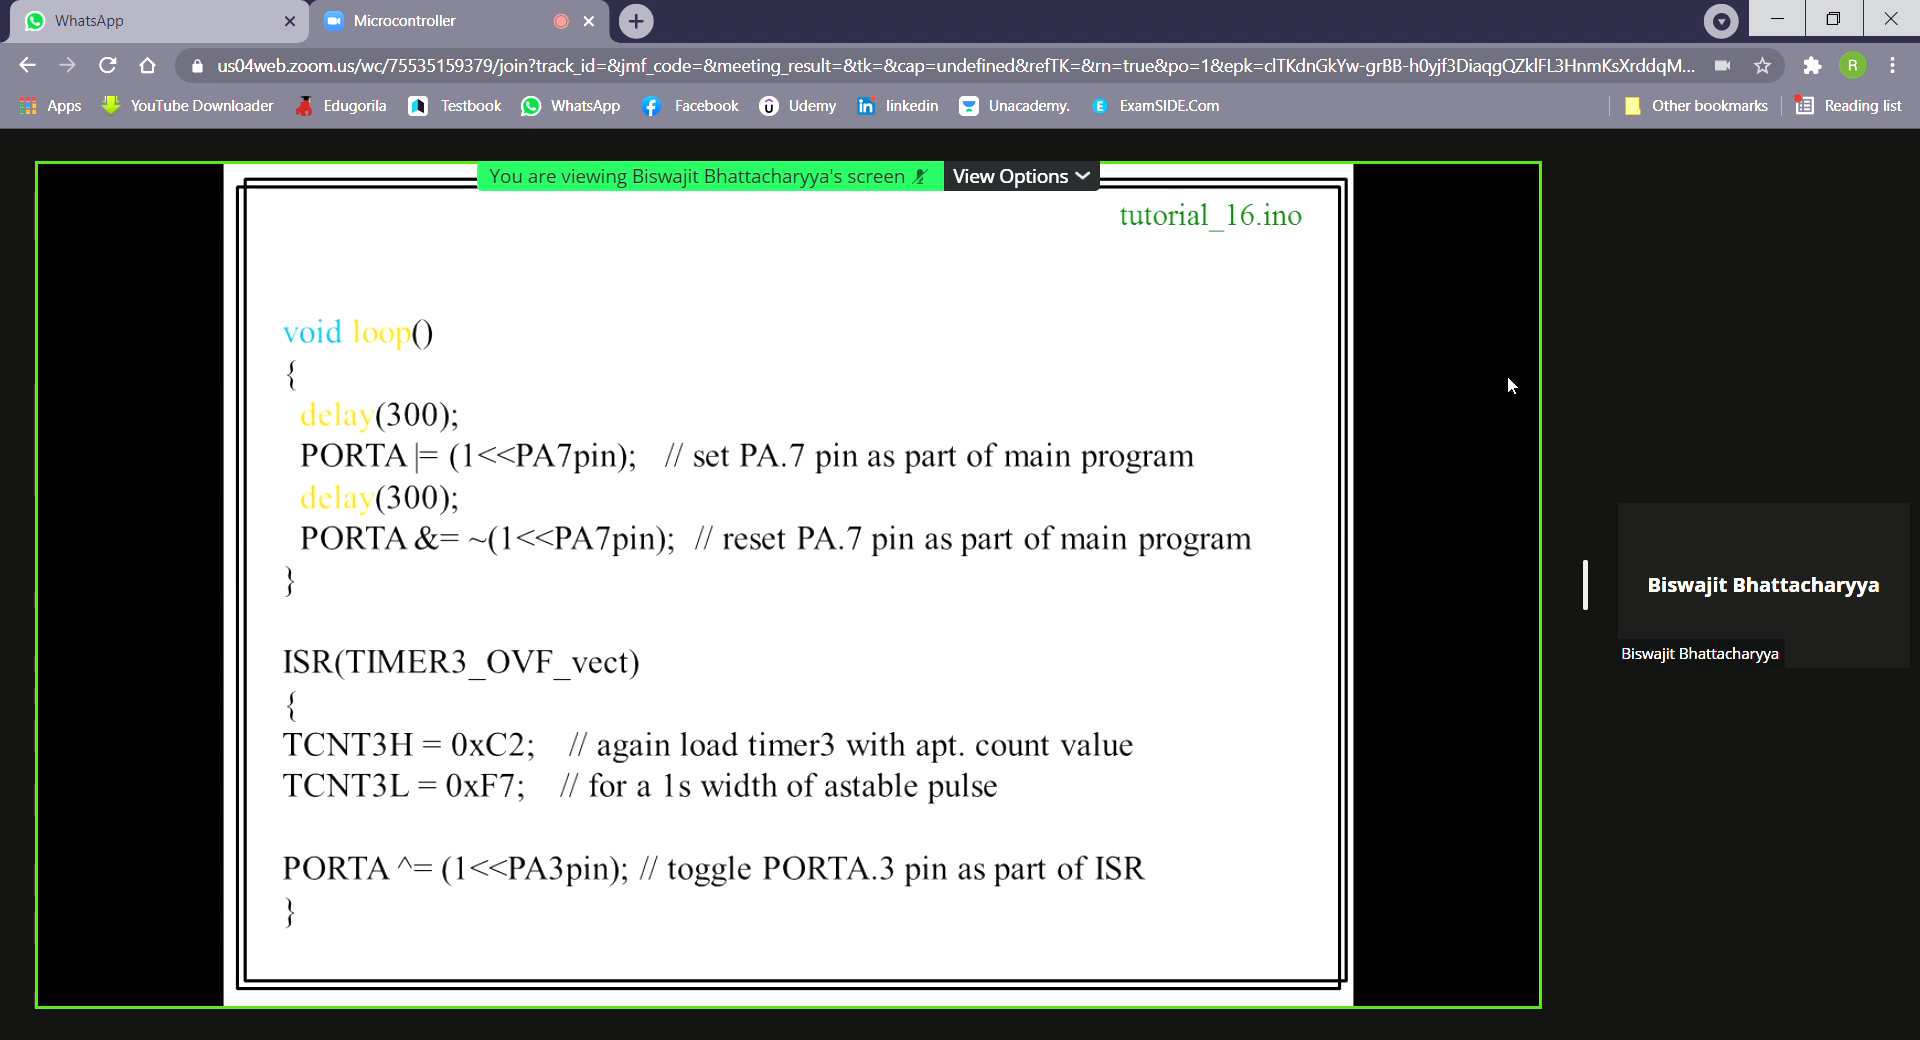 WhatsApp
Microcontroller
us04web.zoom.us/wc/75535159379/join?track_id=&jmf_code=&meeting_result=&tk=&cap=undefined&refTK=&rn=true&po=1&epk=clTKdnGkYw-grBB-h0yjf3DiaqgQZklFL3HnmKsXrddqM...
R
Apps YouTube Downloader Edugorila Testbook WhatsApp Facebook Udemy linkedin Unacademy. ExamSIDE.Com Other bookmarks Reading list
You are viewing Biswajit Bhattacharyya's screen View Options
tutorial_16.ino
void loop()
{
delay(300);
PORTA |= (1<<PA7pin); // set PA.7 pin as part of main program
delay(300);
PORTA &= ~(1<<PA7pin); // reset PA.7 pin as part of main program
}
ISR(TIMER3_OVF_vect)
{
TCNT3H = 0xC2; // again load timer3 with apt. count value
TCNT3L = 0xF7; // for a 1s width of astable pulse
PORTA ^= (1<<PA3pin); // toggle PORTA.3 pin as part of ISR
}
Biswajit Bhattacharyya
Biswajit Bhattacharyya